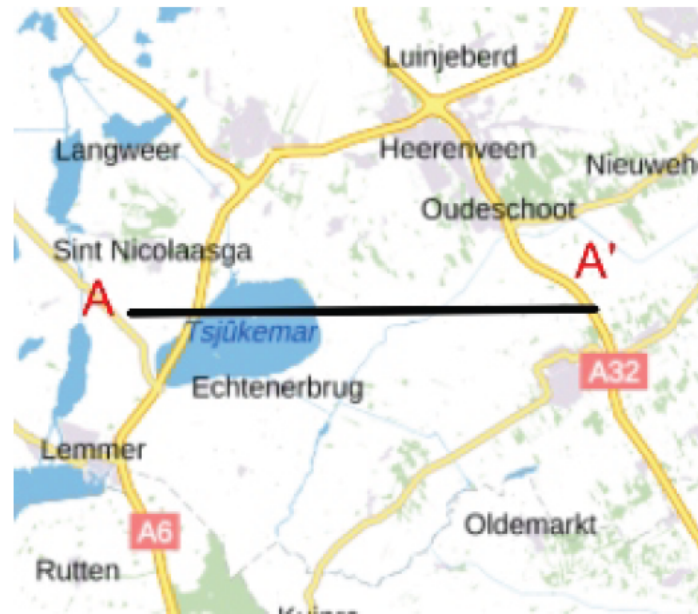 Luinjeberd
Langweer
Heerenveen
Nieuweh
Oudeschoot
Sint Nicolaasga
A'
A
Tsjûkemar
A32
Echtenerbrug
Lemmer
A6
Oldemarkt
Rutten